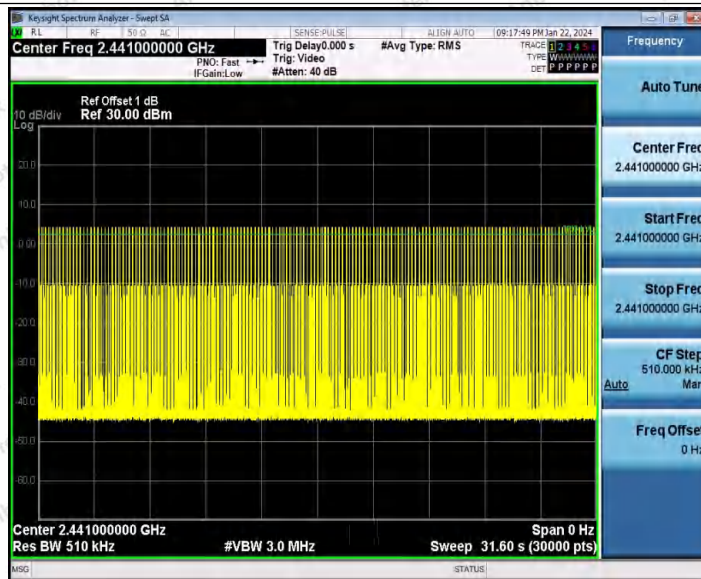 Keysight Spectrum Analyzer - Swept SA
RL RF 50 Ω AC SENSE:PULSE ALIGN AUTO 09:17:49 PM Jan 22, 2024
Center Freq 2.441000000 GHz Trig Delay0.000 s #Avg Type: RMS TRACE 1 2 3 4 5 6
PNO: Fast Trig: Video TYPE WWWWWW
IFGain:Low #Atten: 40 dB DET P P P P P P
Ref Offset 1 dB
10 dB/div Ref 30.00 dBm
Log
20.0
10.0
0.00
-10.0
-20.0
-30.0
-40.0
-50.0
-60.0
Center 2.441000000 GHz Span 0 Hz
Res BW 510 kHz #VBW 3.0 MHz Sweep 31.60 s (30000 pts)
MSG STATUS
Frequency
Auto Tune
Center Freq
2.441000000 GHz
Start Freq
2.441000000 GHz
Stop Freq
2.441000000 GHz
CF Step
510.000 kHz
Auto Man
Freq Offset
0 Hz